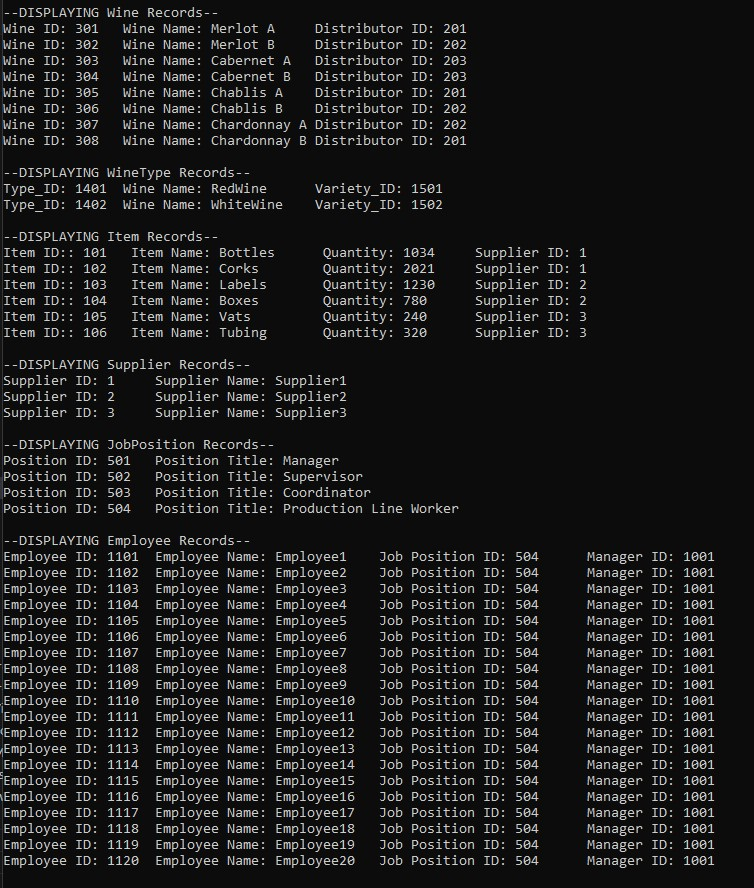 --DISPLAYING Wine Records--
Wine ID: 301   Wine Name: Merlot A     Distributor ID: 201
Wine ID: 302   Wine Name: Merlot B     Distributor ID: 202
Wine ID: 303   Wine Name: Cabernet A   Distributor ID: 203
Wine ID: 304   Wine Name: Cabernet B   Distributor ID: 203
Wine ID: 305   Wine Name: Chablis A    Distributor ID: 201
Wine ID: 306   Wine Name: Chablis B    Distributor ID: 202
Wine ID: 307   Wine Name: Chardonnay A Distributor ID: 202
Wine ID: 308   Wine Name: Chardonnay B Distributor ID: 201

--DISPLAYING WineType Records--
Type_ID: 1401  Wine Name: RedWine      Variety_ID: 1501
Type_ID: 1402  Wine Name: WhiteWine    Variety_ID: 1502

--DISPLAYING Item Records--
Item ID:: 101   Item Name: Bottles      Quantity: 1034     Supplier ID: 1
Item ID:: 102   Item Name: Corks        Quantity: 2021     Supplier ID: 1
Item ID:: 103   Item Name: Labels       Quantity: 1230     Supplier ID: 2
Item ID:: 104   Item Name: Boxes        Quantity: 780      Supplier ID: 2
Item ID:: 105   Item Name: Vats         Quantity: 240      Supplier ID: 3
Item ID:: 106   Item Name: Tubing       Quantity: 320      Supplier ID: 3

--DISPLAYING Supplier Records--
Supplier ID: 1     Supplier Name: Supplier1
Supplier ID: 2     Supplier Name: Supplier2
Supplier ID: 3     Supplier Name: Supplier3

--DISPLAYING JobPosition Records--
Position ID: 501   Position Title: Manager
Position ID: 502   Position Title: Supervisor
Position ID: 503   Position Title: Coordinator
Position ID: 504   Position Title: Production Line Worker

--DISPLAYING Employee Records--
Employee ID: 1101  Employee Name: Employee1    Job Position ID: 504      Manager ID: 1001
Employee ID: 1102  Employee Name: Employee2    Job Position ID: 504      Manager ID: 1001
Employee ID: 1103  Employee Name: Employee3    Job Position ID: 504      Manager ID: 1001
Employee ID: 1104  Employee Name: Employee4    Job Position ID: 504      Manager ID: 1001
Employee ID: 1105  Employee Name: Employee5    Job Position ID: 504      Manager ID: 1001
Employee ID: 1106  Employee Name: Employee6    Job Position ID: 504      Manager ID: 1001
Employee ID: 1107  Employee Name: Employee7    Job Position ID: 504      Manager ID: 1001
Employee ID: 1108  Employee Name: Employee8    Job Position ID: 504      Manager ID: 1001
Employee ID: 1109  Employee Name: Employee9    Job Position ID: 504      Manager ID: 1001
Employee ID: 1110  Employee Name: Employee10   Job Position ID: 504      Manager ID: 1001
Employee ID: 1111  Employee Name: Employee11   Job Position ID: 504      Manager ID: 1001
Employee ID: 1112  Employee Name: Employee12   Job Position ID: 504      Manager ID: 1001
Employee ID: 1113  Employee Name: Employee13   Job Position ID: 504      Manager ID: 1001
Employee ID: 1114  Employee Name: Employee14   Job Position ID: 504      Manager ID: 1001
Employee ID: 1115  Employee Name: Employee15   Job Position ID: 504      Manager ID: 1001
Employee ID: 1116  Employee Name: Employee16   Job Position ID: 504      Manager ID: 1001
Employee ID: 1117  Employee Name: Employee17   Job Position ID: 504      Manager ID: 1001
Employee ID: 1118  Employee Name: Employee18   Job Position ID: 504      Manager ID: 1001
Employee ID: 1119  Employee Name: Employee19   Job Position ID: 504      Manager ID: 1001
Employee ID: 1120  Employee Name: Employee20   Job Position ID: 504      Manager ID: 1001